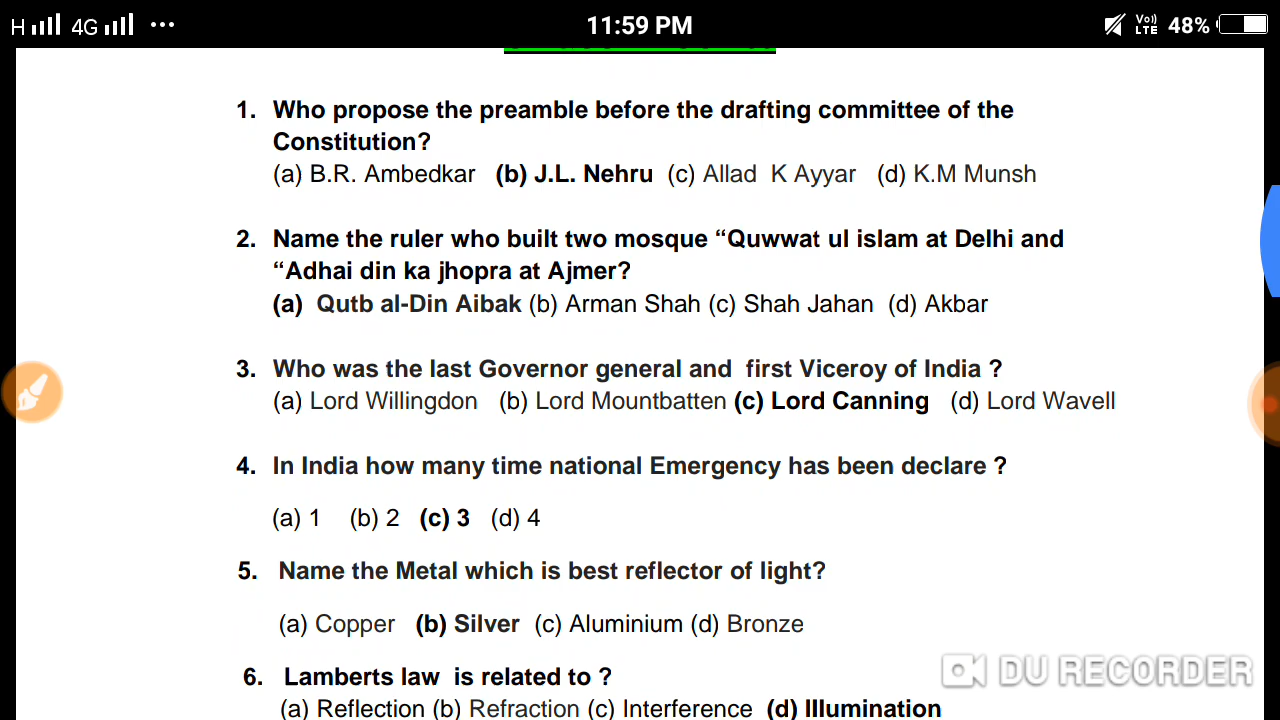 H 4G ••• 11:59 PM Vo)) LTE 48%
1. Who propose the preamble before the drafting committee of the
Constitution?
(a) B.R. Ambedkar (b) J.L. Nehru (c) Allad K Ayyar (d) K.M Munsh
2. Name the ruler who built two mosque “Quwwat ul islam at Delhi and
“Adhai din ka jhopra at Ajmer?
(a) Qutb al-Din Aibak (b) Arman Shah (c) Shah Jahan (d) Akbar
3. Who was the last Governor general and first Viceroy of India ?
(a) Lord Willingdon (b) Lord Mountbatten (c) Lord Canning (d) Lord Wavell
4. In India how many time national Emergency has been declare ?
(a) 1 (b) 2 (c) 3 (d) 4
5. Name the Metal which is best reflector of light?
(a) Copper (b) Silver (c) Aluminium (d) Bronze
6. Lamberts law is related to ?
(a) Reflection (b) Refraction (c) Interference (d) Illumination
DU RECORDER